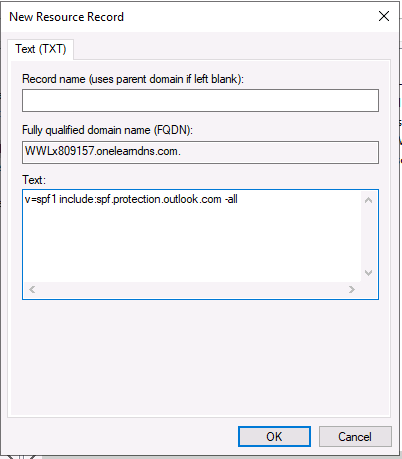 New Resource Record
Text (TXT)
Record name (uses parent domain if left blank):
Fully qualified domain name (FQDN):
WWLx809157.onelearndns.com.
Text:
v=spf1 include:spf.protection.outlook.com -all
OK
Cancel